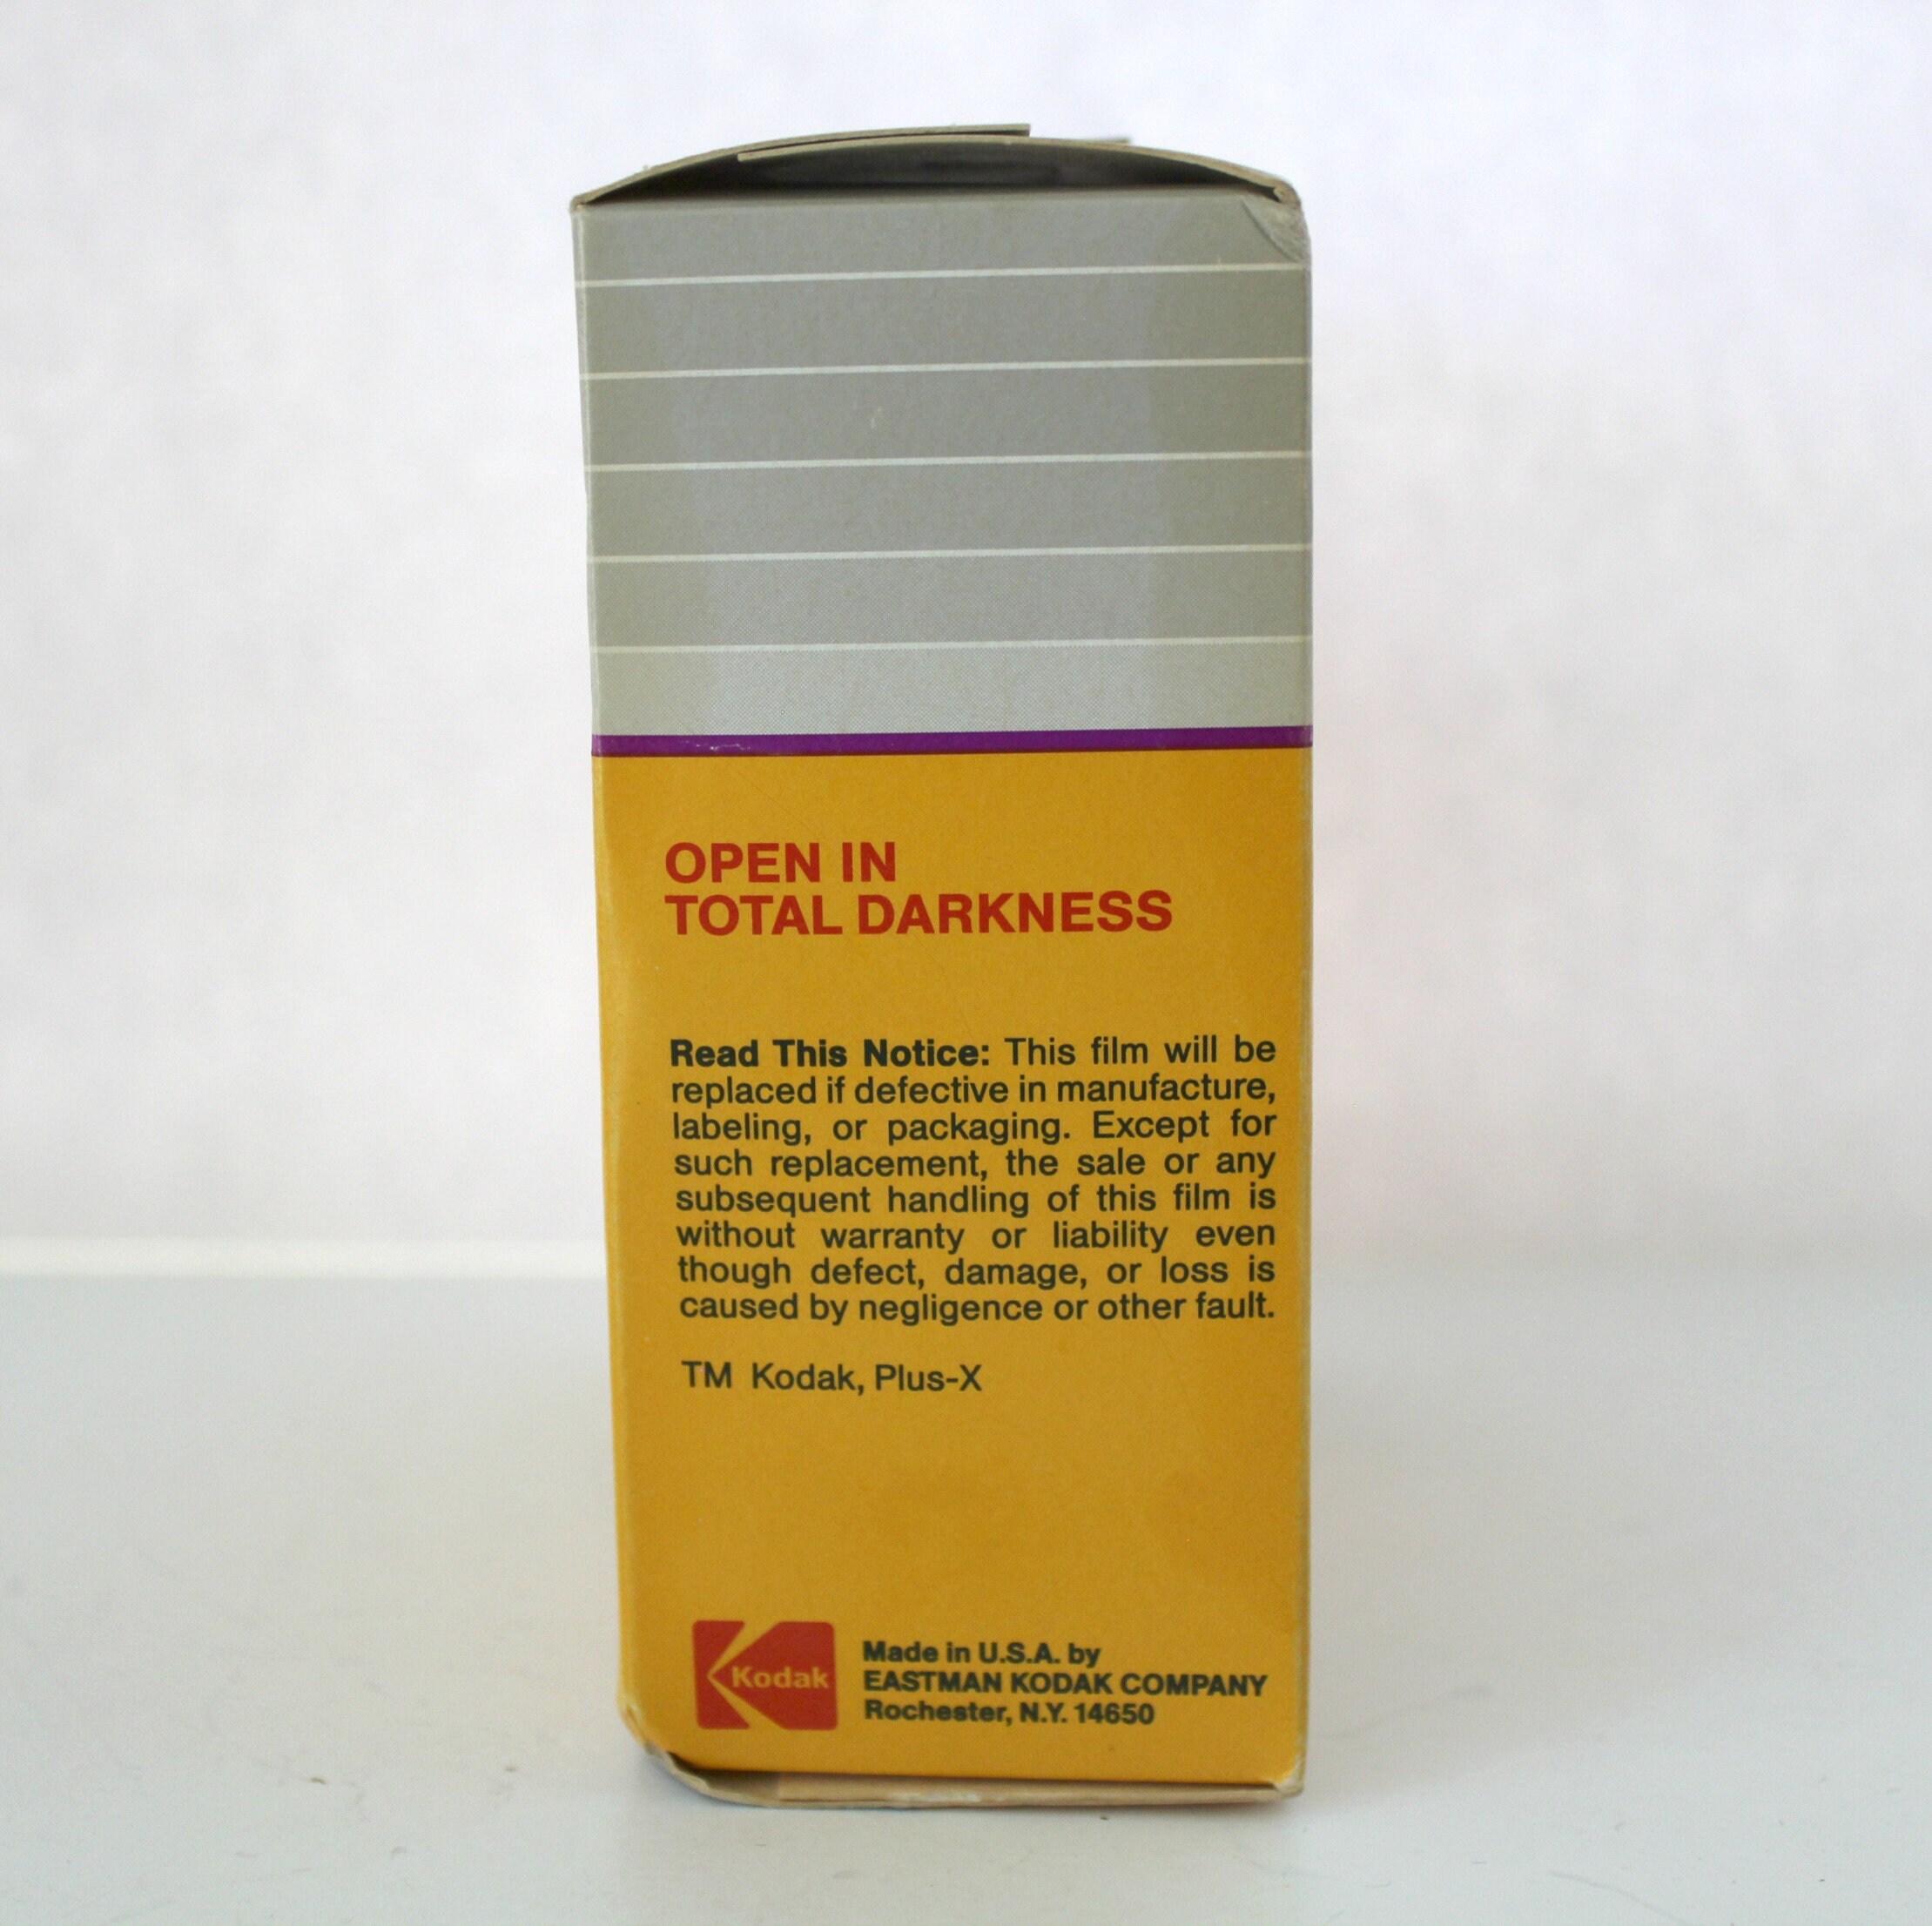 OPEN IN
TOTAL DARKNESS
Read This Notice: This film will be
replaced if defective in manufacture,
labeling, or packaging. Except for
such replacement, the sale or any
subsequent handling of this film is
without warranty or liability even
though defect, damage, or loss is
caused by negligence or other fault.
TM Kodak, Plus-X
Kodak
Made in U.S.A. by
EASTMAN KODAK COMPANY
Rochester, N.Y. 14650